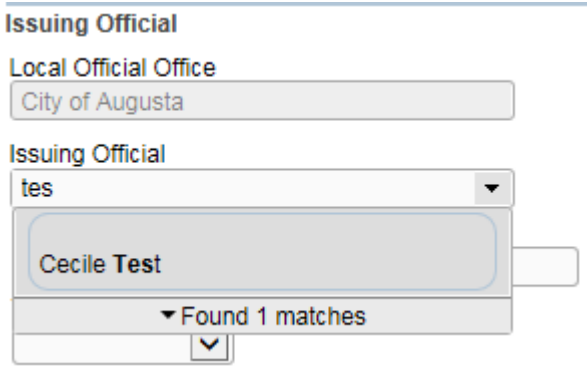 Issuing Official
Local Official Office
City of Augusta
Issuing Official
tes
Cecile Test
Found 1 matches